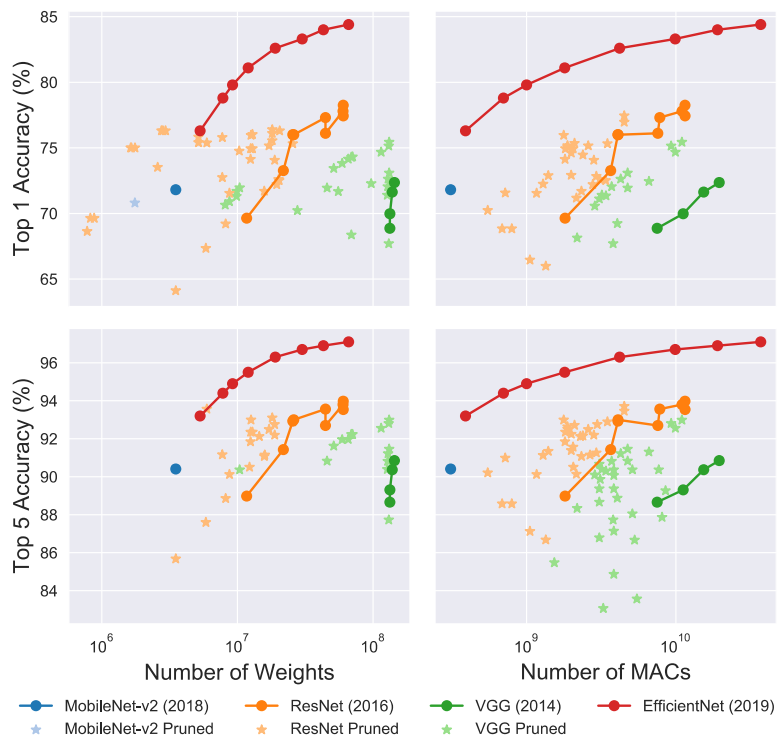 85
80
75
70
65
Top 1 Accuracy (%)
96
94
92
90
88
86
84
Top 5 Accuracy (%)
10^6 10^7 10^8
10^9 10^10
Number of Weights
Number of MACs
MobileNet-v2 (2018) ResNet (2016) VGG (2014) EfficientNet (2019)
MobileNet-v2 Pruned ResNet Pruned VGG Pruned